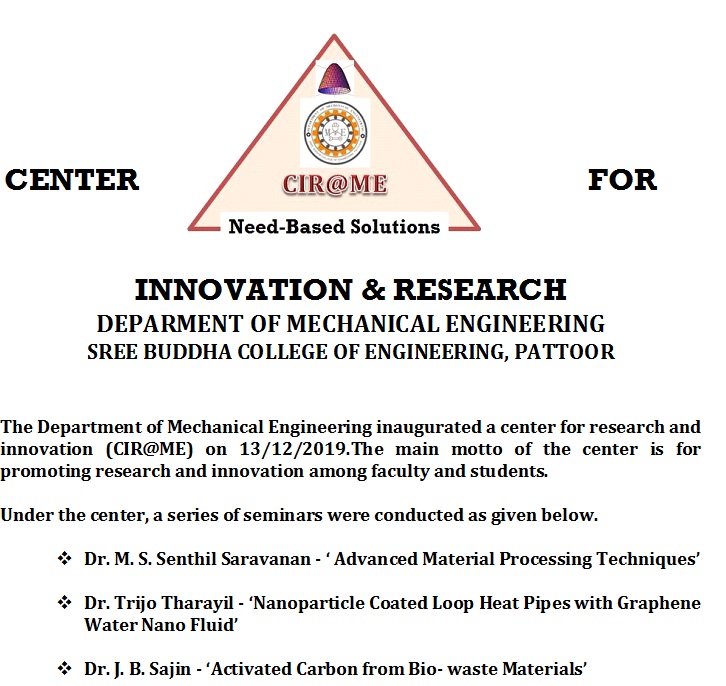 CENTER FOR
CIR@ME
Need-Based Solutions
INNOVATION & RESEARCH
DEPARMENT OF MECHANICAL ENGINEERING
SREE BUDDHA COLLEGE OF ENGINEERING, PATTOOR
The Department of Mechanical Engineering inaugurated a center for research and
innovation (CIR@ME) on 13/12/2019.The main motto of the center is for
promoting research and innovation among faculty and students.
Under the center, a series of seminars were conducted as given below.
❖ Dr. M. S. Senthil Saravanan - ‘ Advanced Material Processing Techniques’
❖ Dr. Trijo Tharayil - ‘Nanoparticle Coated Loop Heat Pipes with Graphene
Water Nano Fluid’
❖ Dr. J. B. Sajin - ‘Activated Carbon from Bio- waste Materials’